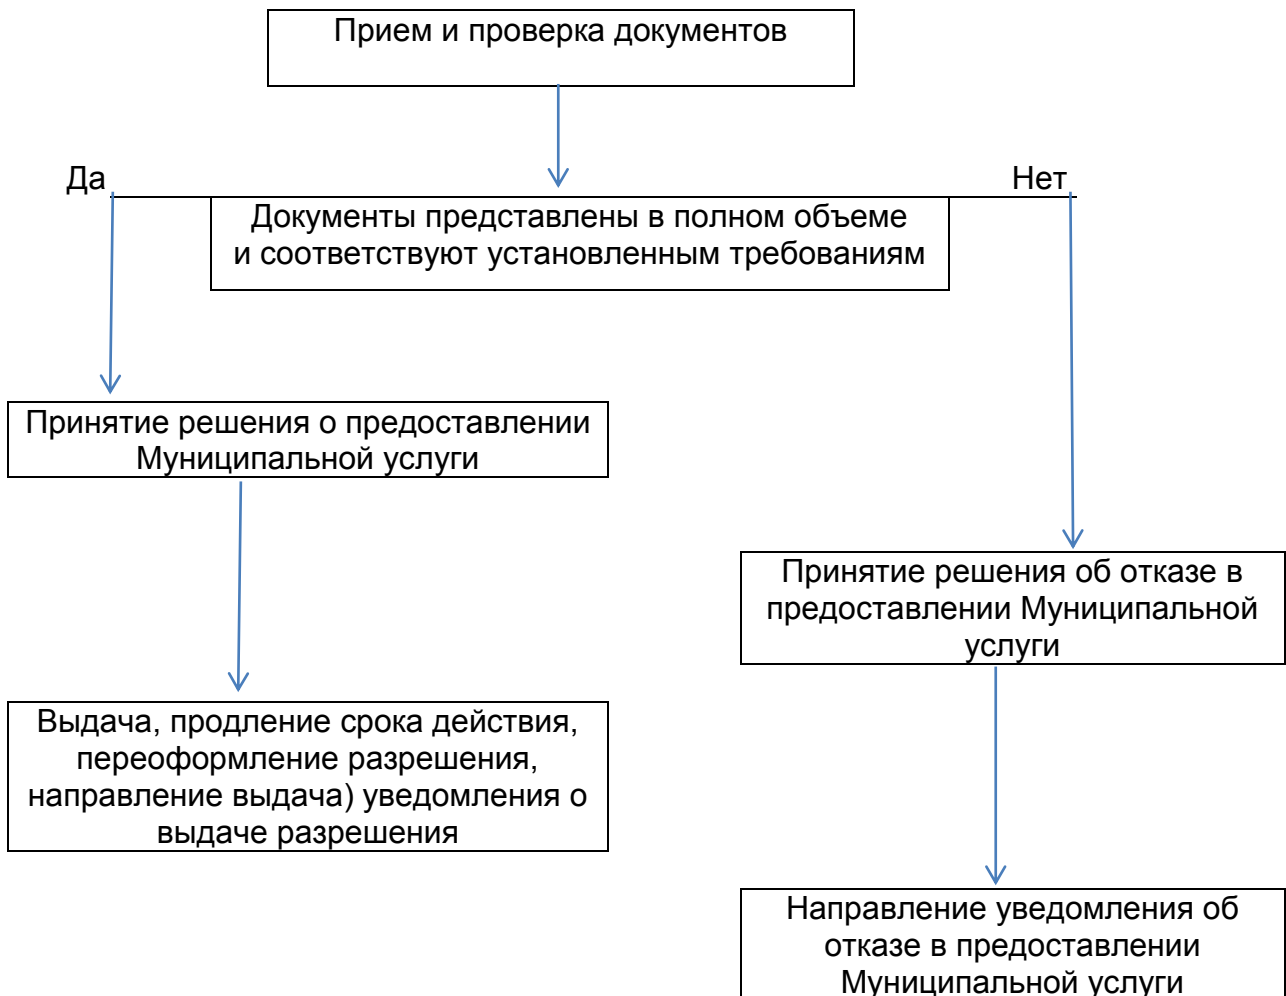 Прием и проверка документов
Да
Нет
Документы представлены в полном объеме
и соответствуют установленным требованиям
Принятие решения о предоставлении
Муниципальной услуги
Принятие решения об отказе в
предоставлении Муниципальной
услуги
Выдача, продление срока действия,
переоформление разрешения,
направление выдача) уведомления о
выдаче разрешения
Направление уведомления об
отказе в предоставлении
Муниципальной услуги